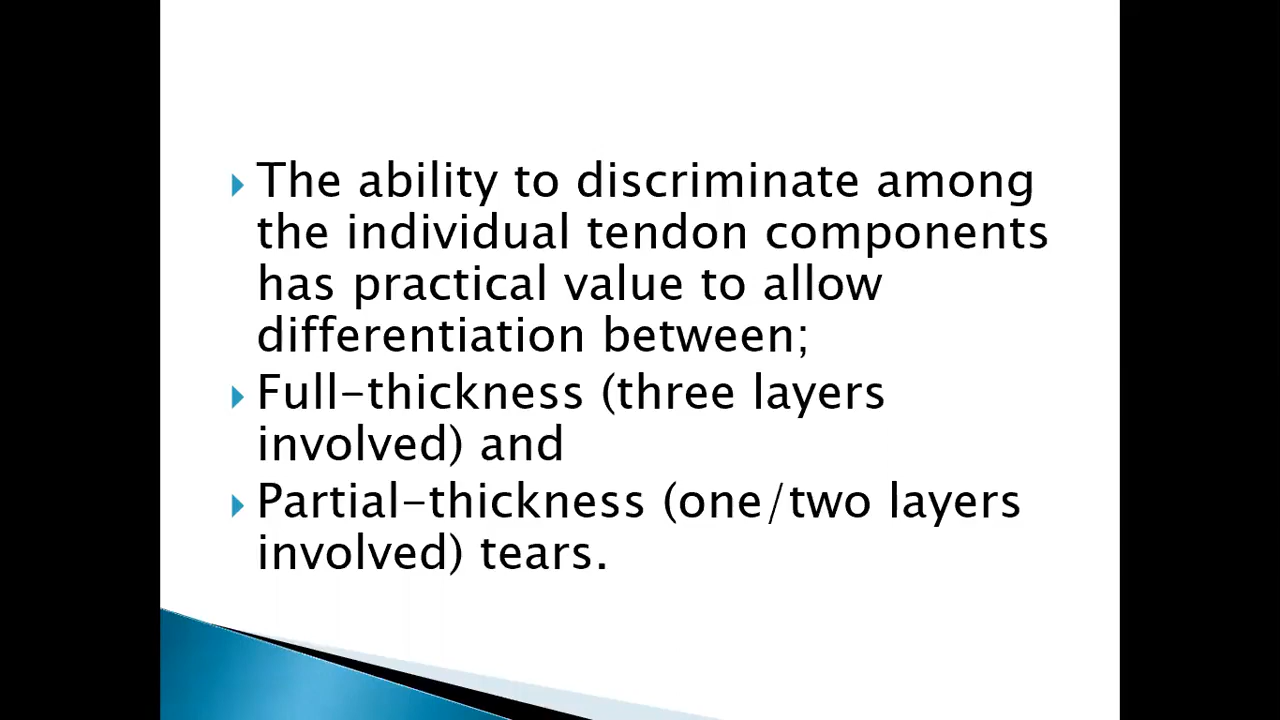 The ability to discriminate among
the individual tendon components
has practical value to allow
differentiation between;
Full-thickness (three layers
involved) and
Partial-thickness (one/two layers
involved) tears.